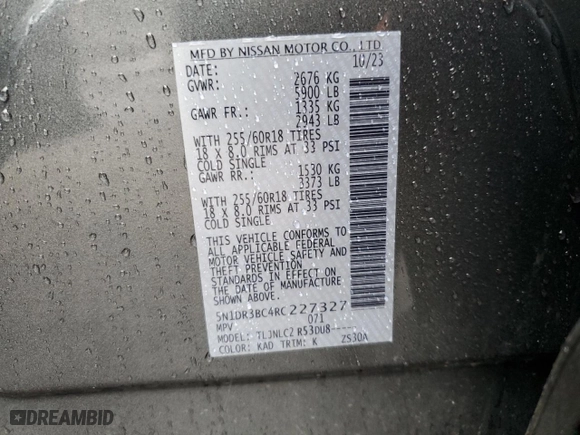 MFD BY NISSAN MOTOR CO., LTD
DATE: 10/23
GVWR: 2676 KG
5900 LB
GAWR FR.: 1335 KG
2943 LB
WITH 255/60R18 TIRES
18 X 8.0 RIMS AT 33 PSI
COLD SINGLE
GAWR RR.: 1530 KG
3373 LB
WITH 255/60R18 TIRES
18 X 8.0 RIMS AT 33 PSI
COLD SINGLE
THIS VEHICLE CONFORMS TO
ALL APPLICABLE FEDERAL
MOTOR VEHICLE SAFETY AND
THEFT PREVENTION
STANDARDS IN EFFECT ON
THE DATE OF MANUFACTURE
SHOWN ABOVE.
5N1DR3BC4RC227327
MPV 071
MODEL: TLJNLC2 R53DU8-----
COLOR: KAD TRIM: K ZS30A
DREAMBID